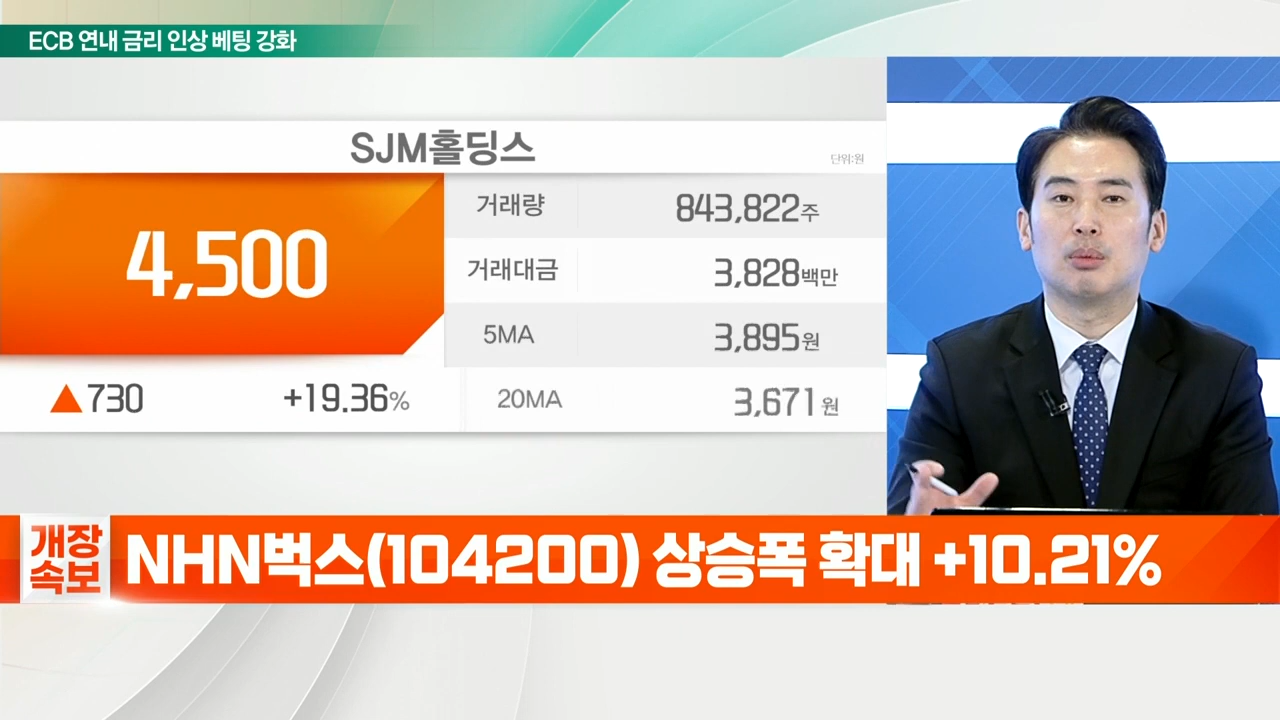 ECB 연내 금리 인상 베팅 강화
SJM홀딩스
단위:원
4,500
▲730 +19.36%
거래량 843,822주
거래대금 3,828백만
5MA 3,895원
20MA 3,671원
개장
속보
NHN벅스(104200) 상승폭 확대 +10.21%